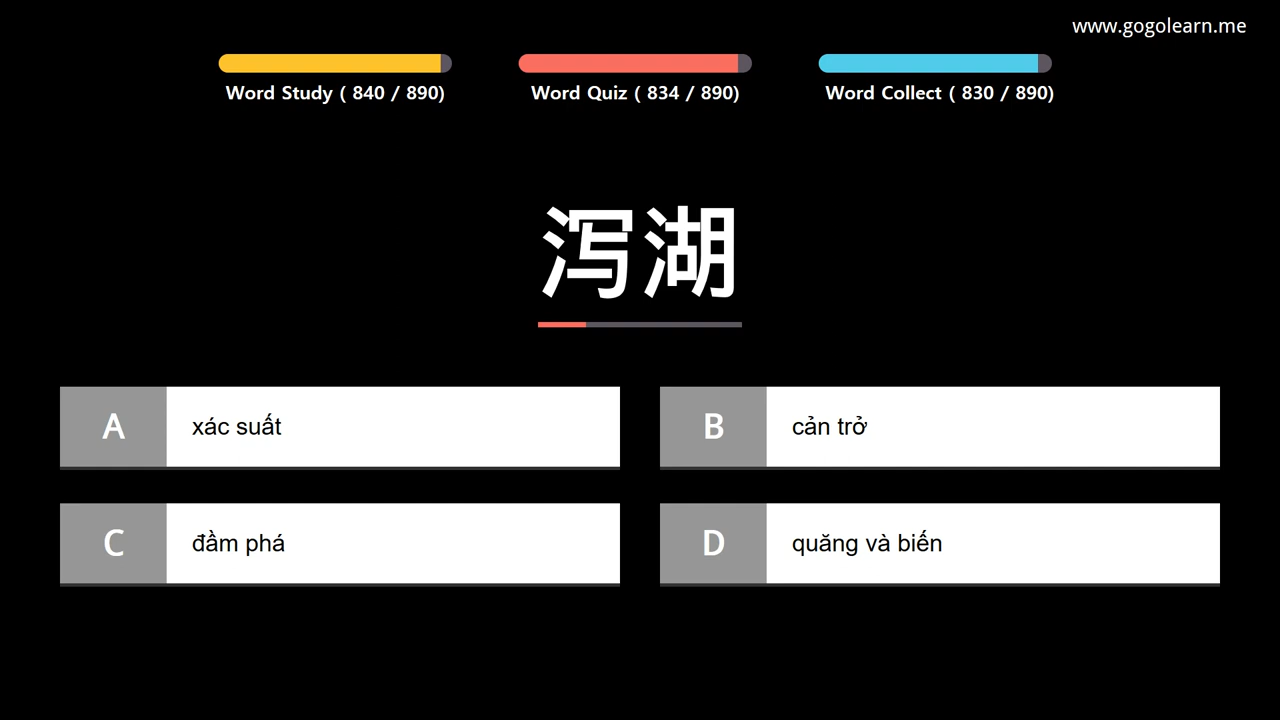 www.gogolearn.me
Word Study ( 840 / 890)
Word Quiz ( 834 / 890)
Word Collect ( 830 / 890)
泻湖
A xác suất
B cản trở
C đầm phá
D quăng và biến